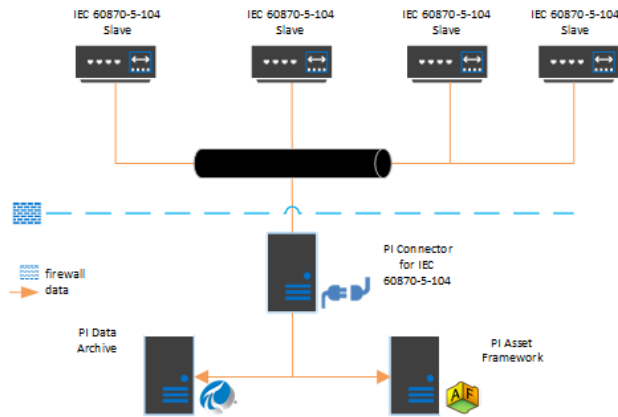 IEC 60870-5-104
Slave
IEC 60870-5-104
Slave
IEC 60870-5-104
Slave
IEC 60870-5-104
Slave
PI Connector
for IEC
60870-5-104
firewall
data
PI Data
Archive
PI Asset
Framework
A F